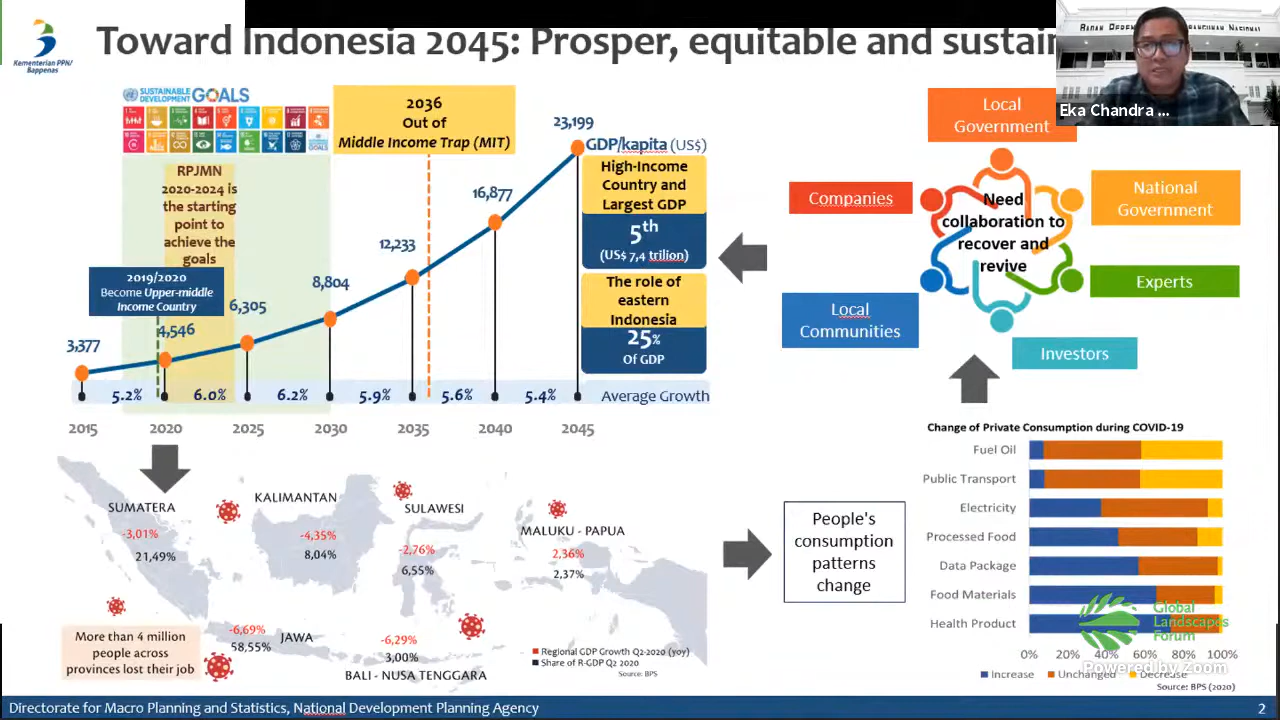 Toward Indonesia 2045: Prosper, equitable and sustain
Kementerian PPN/
Bappenas
BADAN PERE
NUNAN NASIONAL
Eka Chandra ...
SUSTAINABLE
DEVELOPMENT GOALS
2036
Out of
Middle Income Trap (MIT)
RPJMN
2020-2024 is
the starting
point to
achieve the
goals
2019/2020
Become Upper-middle
Income Country
3,377
4,546
6,305
8,804
12,233
16,877
23,199
GDP/kapita (US$)
High-Income
Country and
Largest GDP
5th
(US$ 7,4 trilion)
The role of
eastern
Indonesia
25%
Of GDP
5.2% 6.0% 6.2% 5.9% 5.6% 5.4% Average Growth
2015 2020 2025 2030 2035 2040 2045
Local
Government
Companies
National
Government
Need
collaboration to
recover and
revive
Experts
Local
Communities
Investors
SUMATERA
-3,01%
21,49%
KALIMANTAN
-4,35%
8,04%
SULAWESI
-2,76%
6,55%
MALUKU - PAPUA
2,36%
2,37%
-6,69%
58,55%
JAWA
-6,29%
3,00%
BALI - NUSA TENGGARA
More than 4 million
people across
provinces lost their job
Regional GDP Growth Q2-2020 (yoy)
Share of R-GDP Q2 2020
Source: BPS
People's
consumption
patterns
change
Change of Private Consumption during COVID-19
Fuel Oil
Public Transport
Electricity
Processed Food
Data Package
Food Materials
Health Product
0% 20% 40% 60% 80% 100%
Increase Unchanged Decrease
Source: BPS (2020)
Global
Landscapes
Forum
Powered by Zoom
Directorate for Macro Planning and Statistics, National Development Planning Agency
2